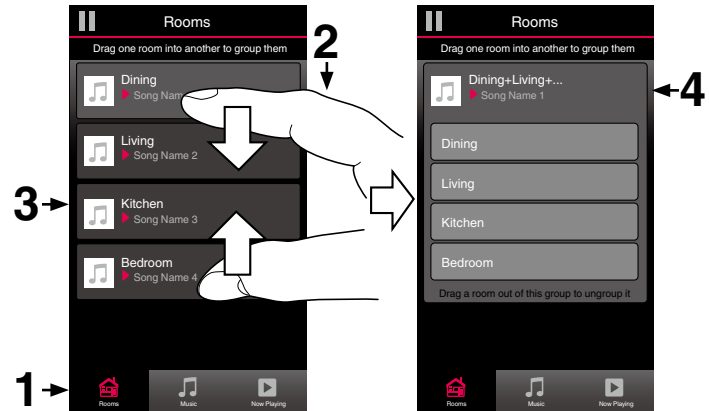 Rooms
Drag one room into another to group them
Dining
Song Nam
Living
Song Name 2
Kitchen
Song Name 3
Bedroom
Song Name 4
Rooms
Music
Now Playing
1
2
3
Rooms
Drag one room into another to group them
Dining+Living+...
Song Name 1
Dining
Living
Kitchen
Bedroom
Drag a room out of this group to ungroup it
Rooms
Music
Now Playing
4